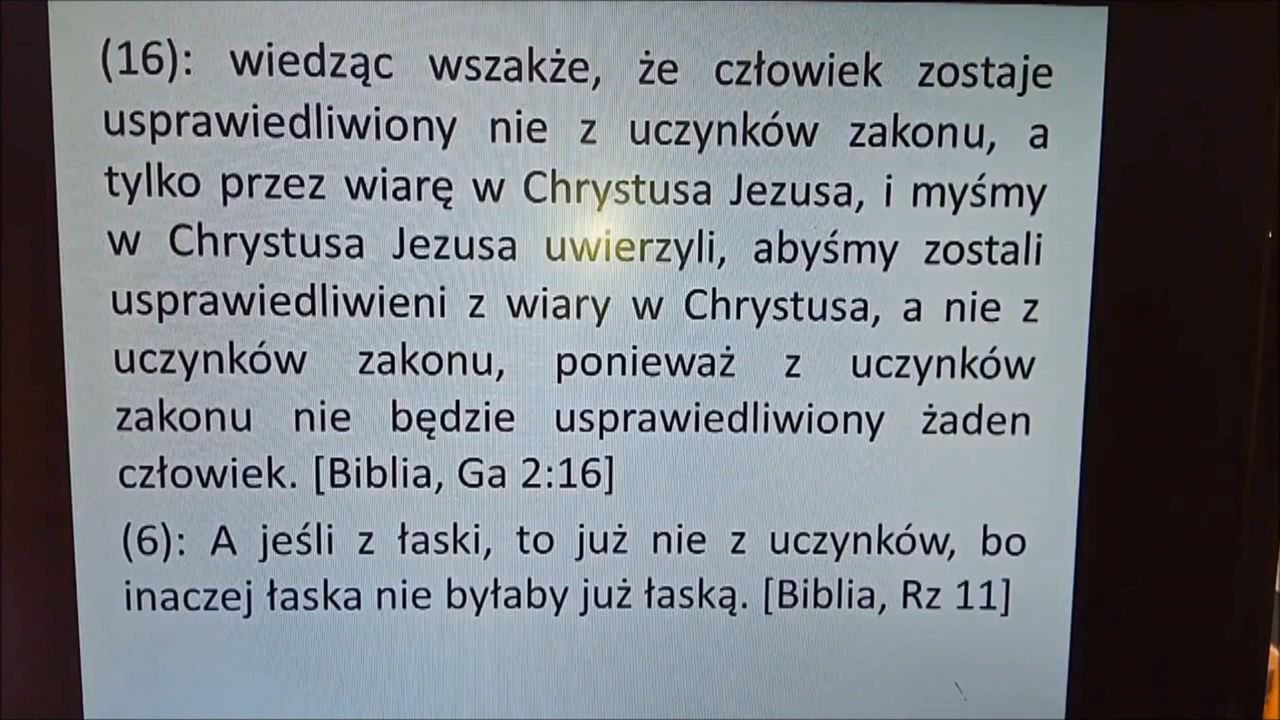 (16): wiedząc wszakże, że człowiek zostaje
usprawiedliwiony nie z uczynków zakonu, a
tylko przez wiarę w Chrystusa Jezusa, i myśmy
w Chrystusa Jezusa uwierzyli, abyśmy zostali
usprawiedliwieni z wiary w Chrystusa, a nie z
uczynków zakonu, ponieważ z uczynków
zakonu nie będzie usprawiedliwiony żaden
człowiek. [Biblia, Ga 2:16]
(6): A jeśli z łaski, to już nie z uczynków, bo
inaczej łaska nie byłaby już łaską. [Biblia, Rz 11]